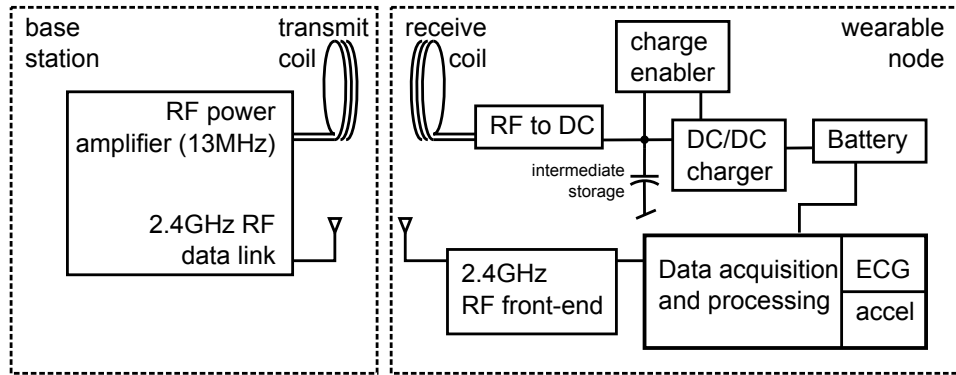 base
station
transmit
coil
RF power
amplifier (13MHz)
2.4GHz RF
data link
receive
coil
wearable
node
charge
enabler
RF to DC
DC/DC
charger
Battery
intermediate
storage
2.4GHz
RF front-end
Data acquisition
and processing
ECG
accel